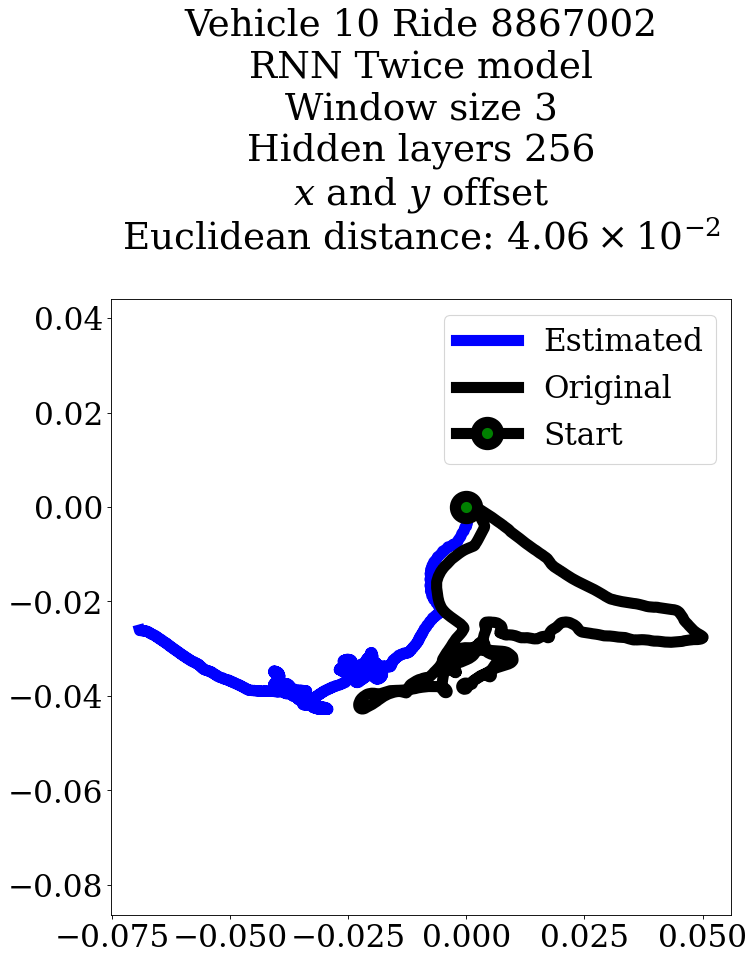 Vehicle 10 Ride 8867002
RNN Twice model
Window size 3
Hidden layers 256
x and y offset
Euclidean distance: 4.06 × 10⁻²
Estimated
Original
Start
0.04
0.02
0.00
−0.02
−0.04
−0.06
−0.08
−0.075 −0.050 −0.025 0.000 0.025 0.050